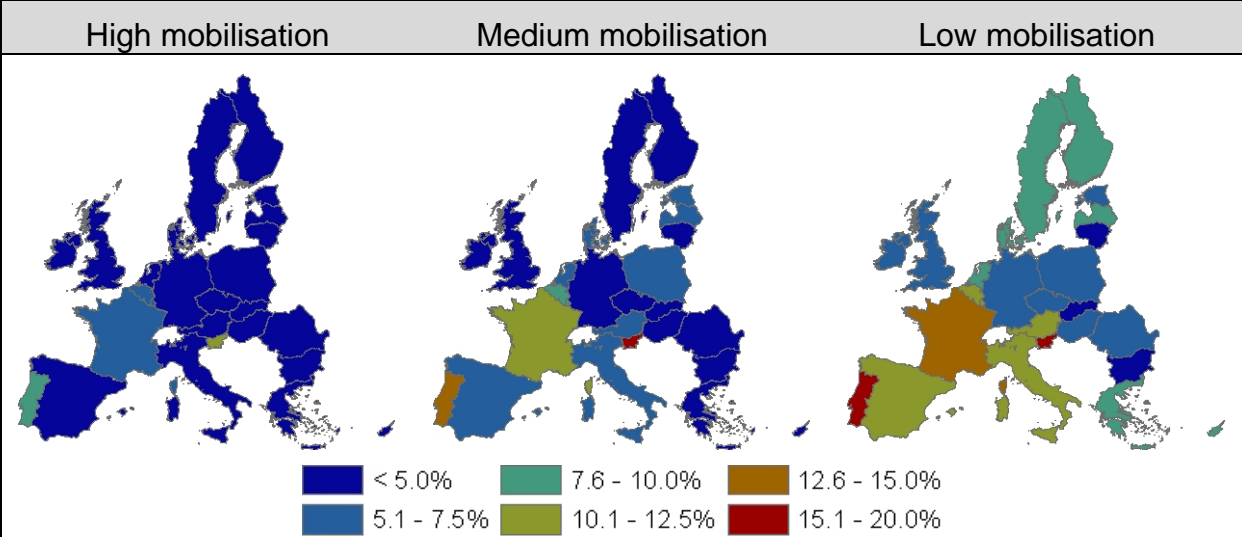 High mobilisation Medium mobilisation Low mobilisation
< 5.0% 7.6 - 10.0% 12.6 - 15.0%
5.1 - 7.5% 10.1 - 12.5% 15.1 - 20.0%